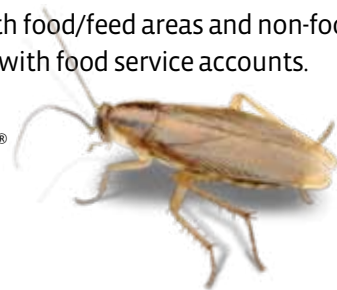 th food/feed areas and non-foo
with food service accounts.
®